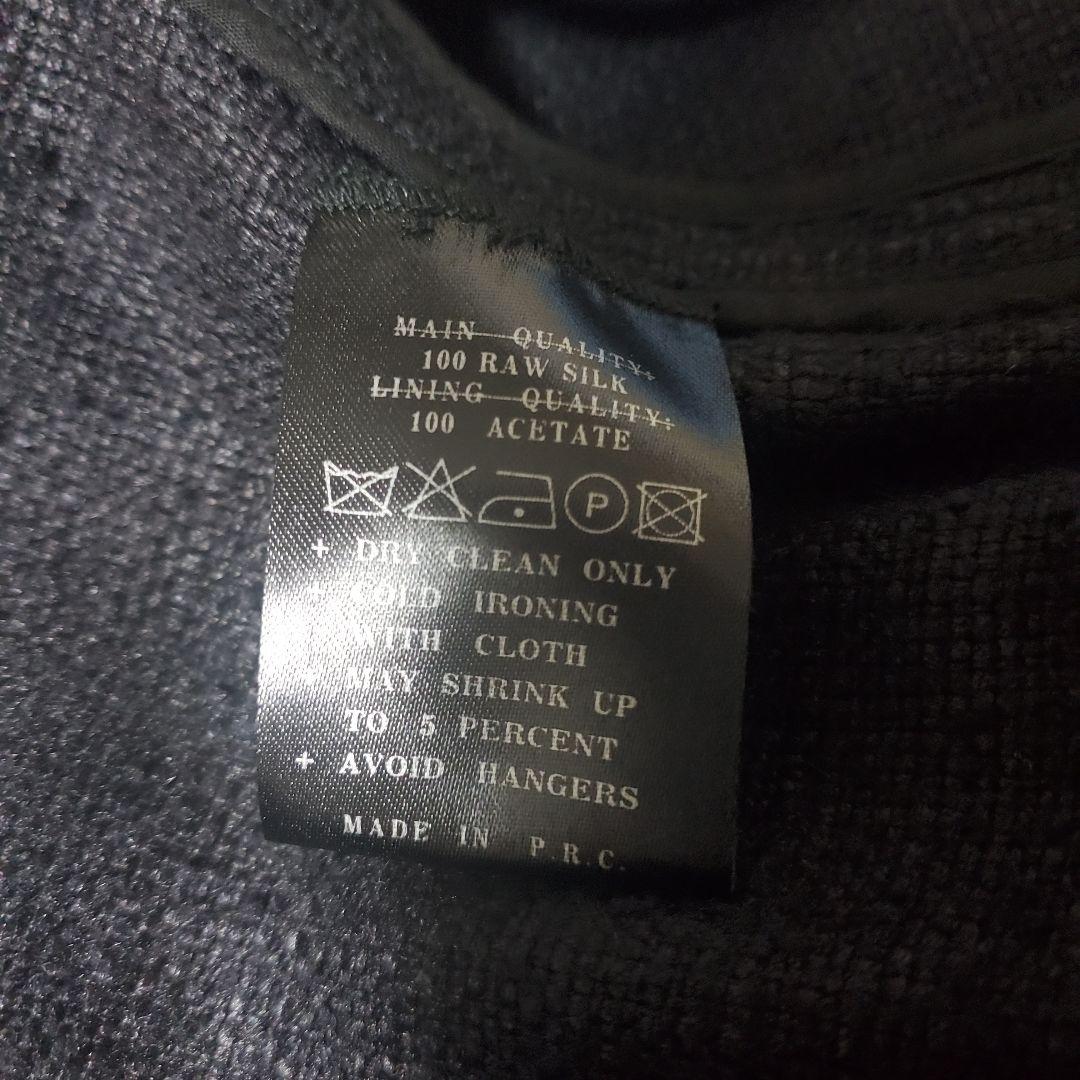 MAIN QUALITY:
100 RAW SILK
LINING QUALITY:
100 ACETATE
P
+ DRY CLEAN ONLY
+ COLD IRONING
WITH CLOTH
+ MAY SHRINK UP
TO 5 PERCENT
+ AVOID HANGERS
MADE IN P.R.C.